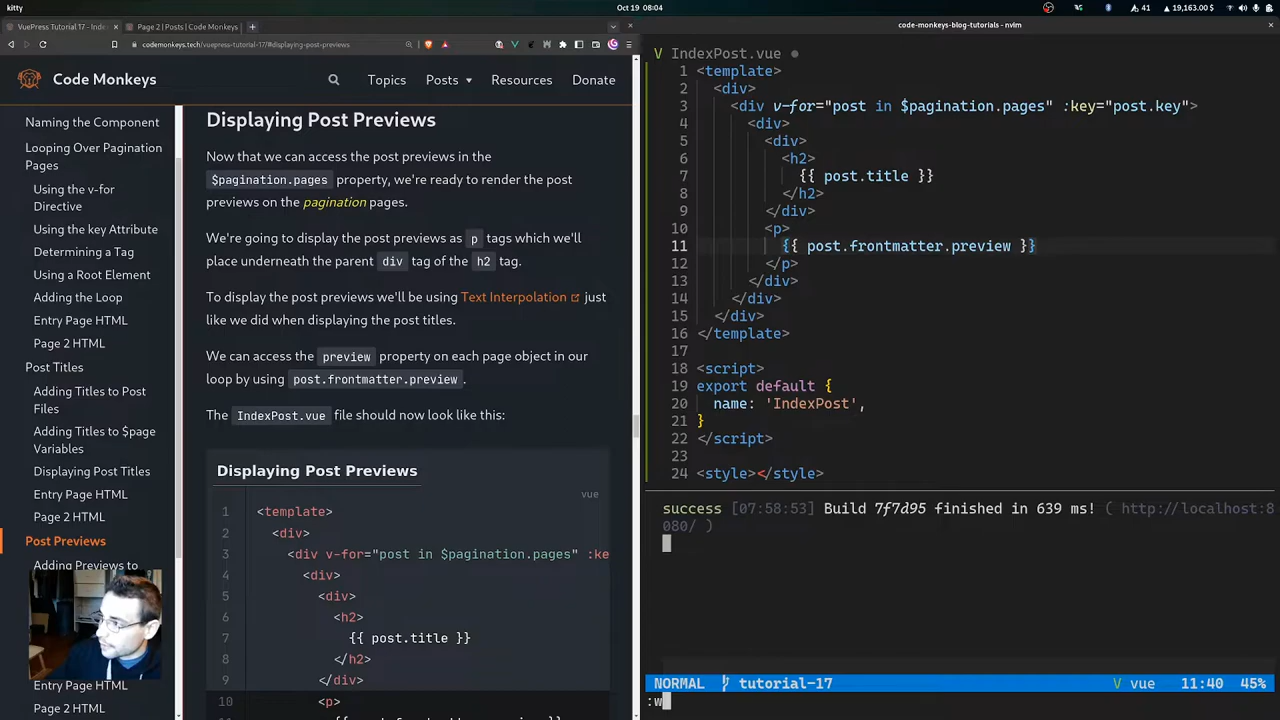 kitty
Oct 19 08:04
41
19,163.00 $
VuePress Tutorial 17 - Inde
Page 2 | Posts | Code Monkeys
codemonkeys.tech/vuepress-tutorial-17/#displaying-post-previews
Code Monkeys
Topics
Posts
Resources
Donate
Naming the Component
Looping Over Pagination
Pages
Using the v-for
Directive
Using the key Attribute
Determining a Tag
Using a Root Element
Adding the Loop
Entry Page HTML
Page 2 HTML
Post Titles
Adding Titles to Post
Files
Adding Titles to $page
Variables
Displaying Post Titles
Entry Page HTML
Page 2 HTML
Post Previews
Adding Previews to
Entry Page HTML
Page 2 HTML
Displaying Post Previews
Now that we can access the post previews in the
$pagination.pages property, we're ready to render the post
previews on the pagination pages.
We're going to display the post previews as p tags which we'll
place underneath the parent div tag of the h2 tag.
To display the post previews we'll be using Text Interpolation just
like we did when displaying the post titles.
We can access the preview property on each page object in our
loop by using post.frontmatter.preview.
The IndexPost.vue file should now look like this:
Displaying Post Previews
vue
1 <template>
2 <div>
3 <div v-for="post in $pagination.pages" :ke
4 <div>
5 <div>
6 <h2>
7 {{ post.title }}
8 </h2>
9 </div>
10 <p>
code-monkeys-blog-tutorials - nvim
IndexPost.vue
1 <template>
2 <div>
3 <div v-for="post in $pagination.pages" :key="post.key">
4 <div>
5 <div>
6 <h2>
7 {{ post.title }}
8 </h2>
9 </div>
10 <p>
11 {{ post.frontmatter.preview }}
12 </p>
13 </div>
14 </div>
15 </div>
16 </template>
17
18 <script>
19 export default {
20 name: 'IndexPost',
21 }
22 </script>
23
24 <style></style>
success [07:58:53] Build 7f7d95 finished in 639 ms! ( http://localhost:8
080/ )
NORMAL tutorial-17
vue 11:40 45%
:w